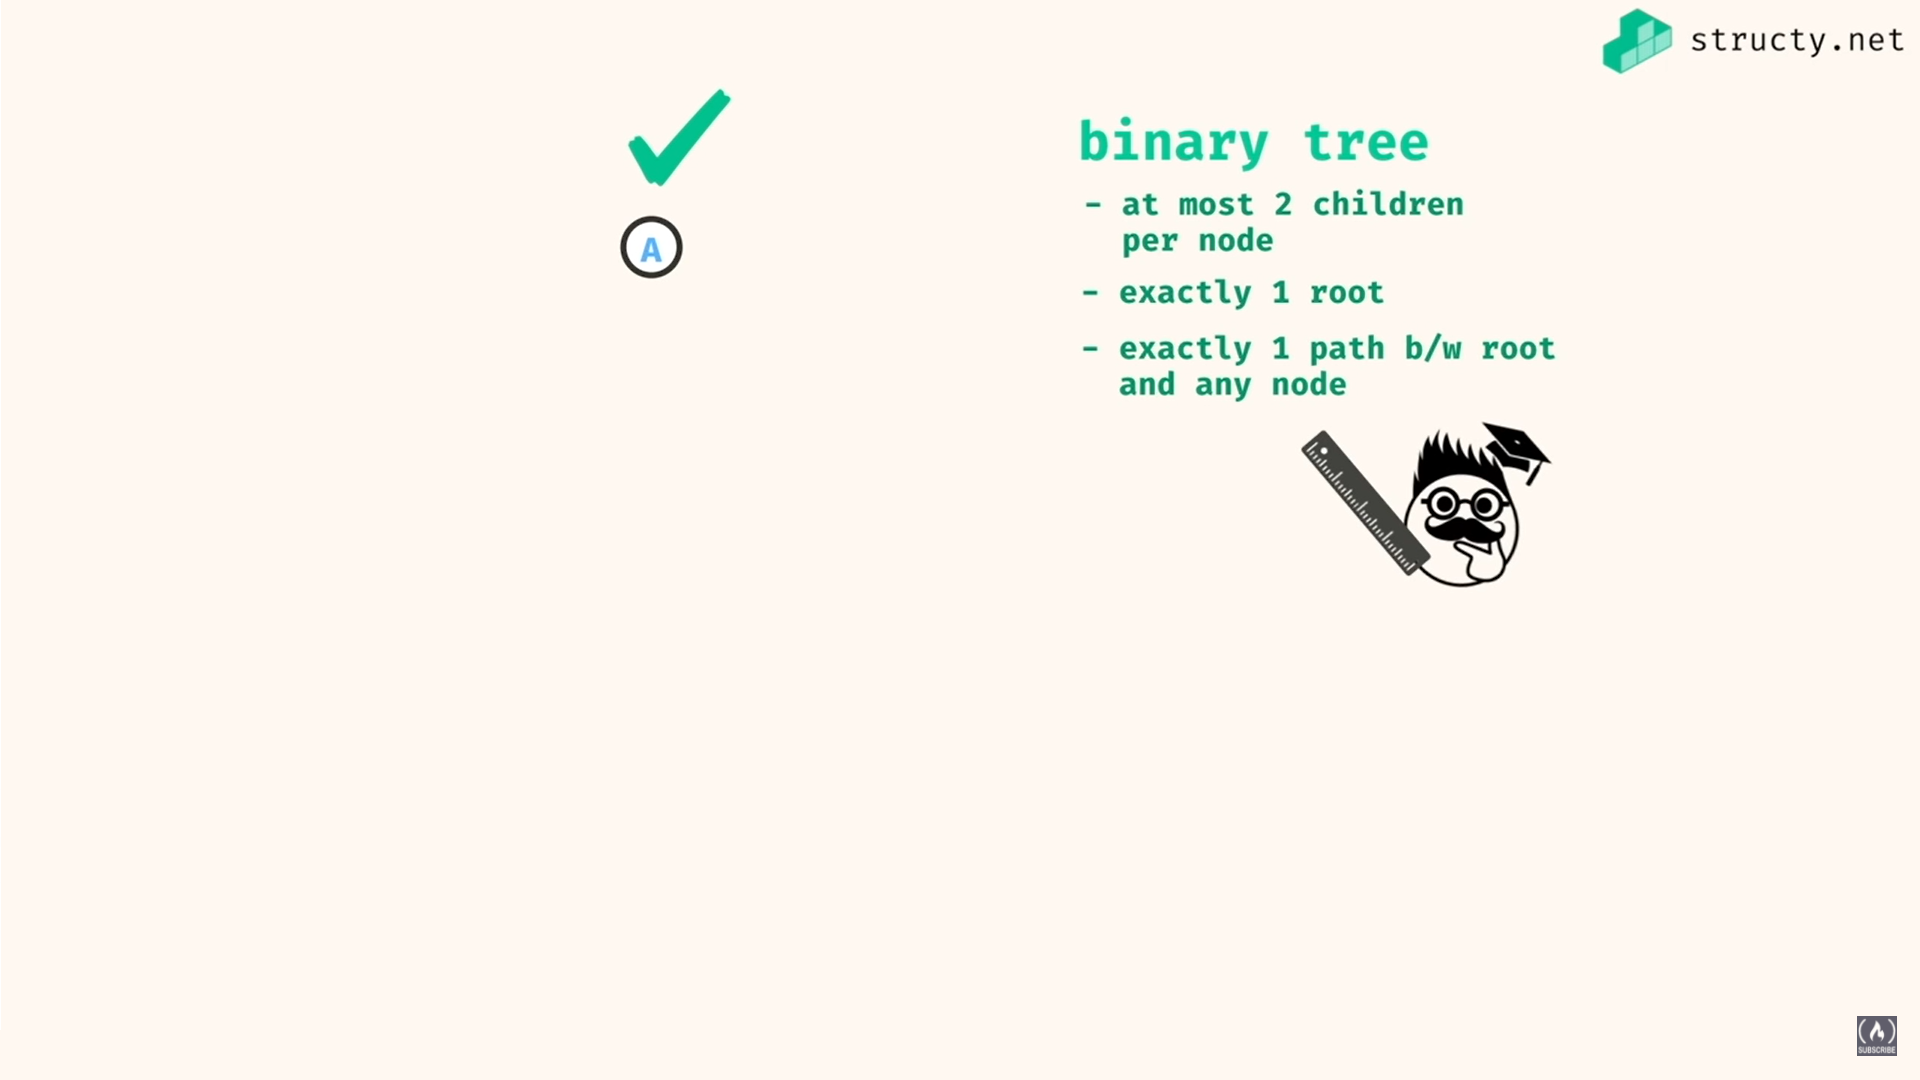 structy.net
binary tree
- at most 2 children
per node
- exactly 1 root
- exactly 1 path b/w root
and any node
A
SUBSCRIBE